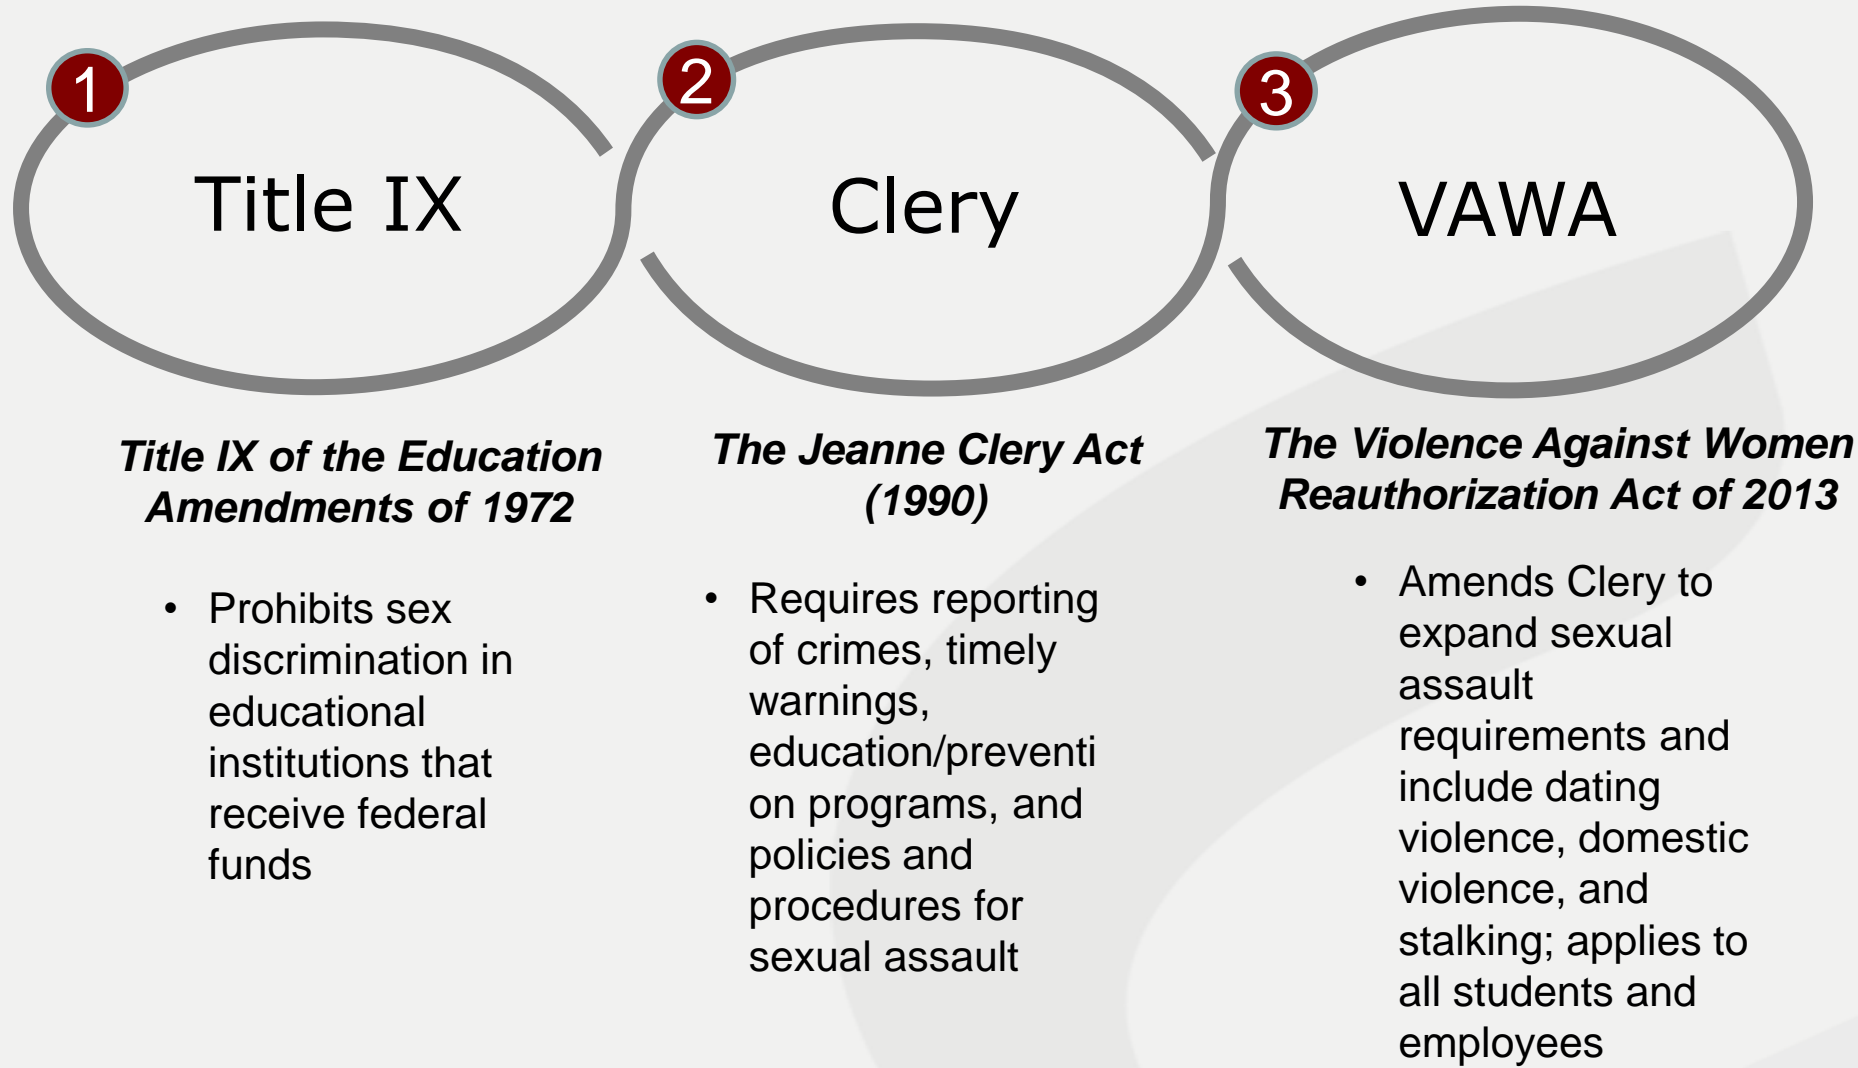 1
Title IX
2
Clery
3
VAWA
Title IX of the Education
Amendments of 1972
• Prohibits sex
discrimination in
educational
institutions that
receive federal
funds
The Jeanne Clery Act
(1990)
• Requires reporting
of crimes, timely
warnings,
education/preventi
on programs, and
policies and
procedures for
sexual assault
The Violence Against Women
Reauthorization Act of 2013
• Amends Clery to
expand sexual
assault
requirements and
include dating
violence, domestic
violence, and
stalking; applies to
all students and
employees